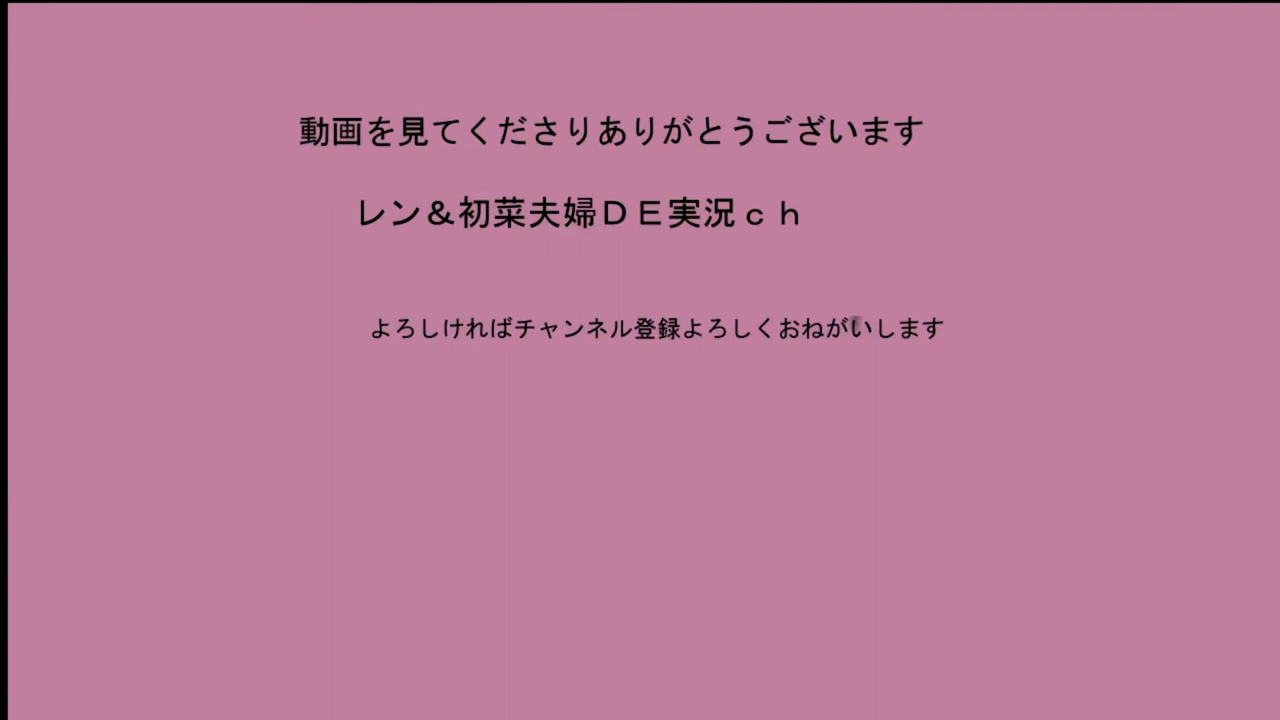 動画を見てくださりありがとうございます
レン＆初菜夫婦ＤＥ実況ｃｈ
よろしければチャンネル登録よろしくおねがいします